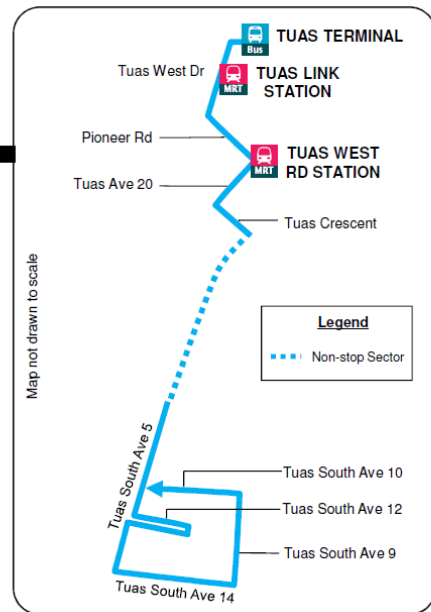 TUAS TERMINAL
Bus
Tuas West Dr
TUAS LINK
STATION
MRT
Pioneer Rd
TUAS WEST
RD STATION
MRT
Tuas Ave 20
Tuas Crescent
Map not drawn to scale
Legend
Non-stop Sector
Tuas South Ave 5
Tuas South Ave 10
Tuas South Ave 12
Tuas South Ave 9
Tuas South Ave 14